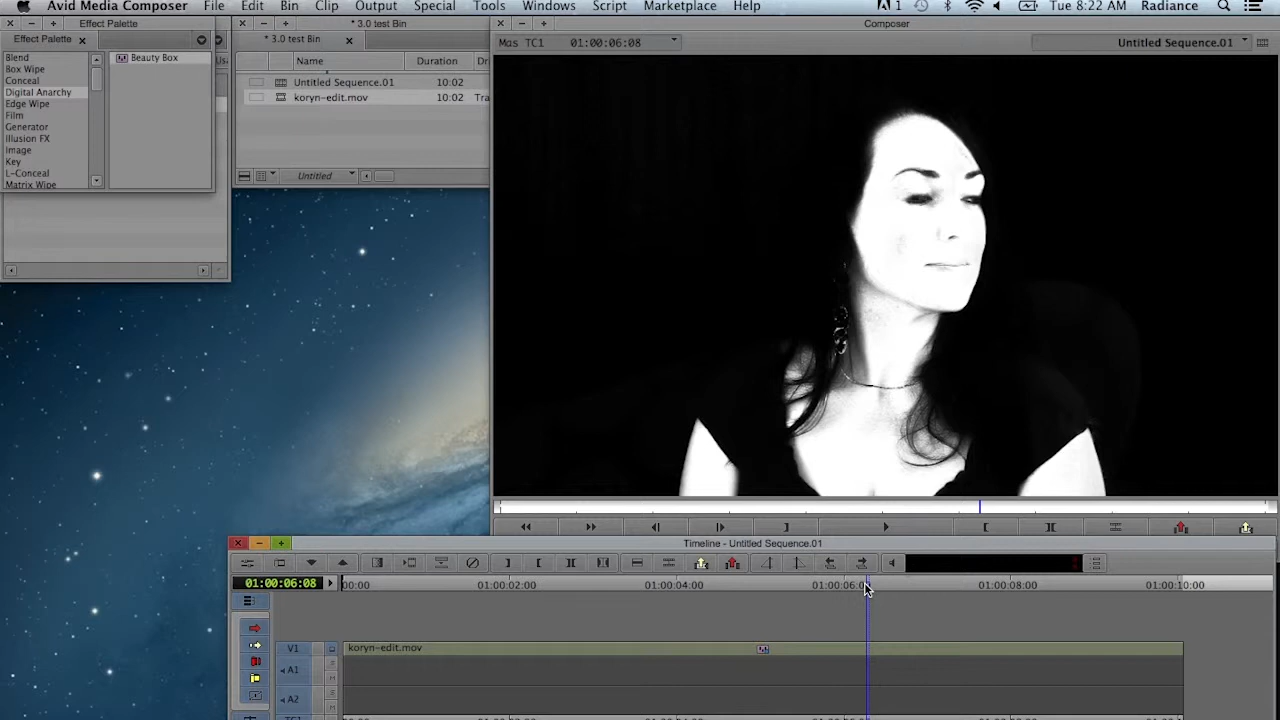 Avid Media Composer File Edit Bin Clip Output Special Tools Windows Script Marketplace Help 1 Tue 8:22 AM Radiance
Effect Palette
Effect Palette
Blend
Box Wipe
Conceal
Digital Anarchy
Edge Wipe
Film
Generator
Illusion FX
Image
Key
L-Conceal
Matrix Wipe
Beauty Box
* 3.0 test Bin
* 3.0 test Bin
Name Duration
Untitled Sequence.01 10:02
koryn-edit.mov 10:02 Tra
Untitled
Composer
Mas TC1 01:00:06:08 Untitled Sequence.01
Timeline - Untitled Sequence.01
01:00:06:08 00:00 01:00:02:00 01:00:04:00 01:00:08:00 01:00:10:00
V1 koryn-edit.mov
A1
A2